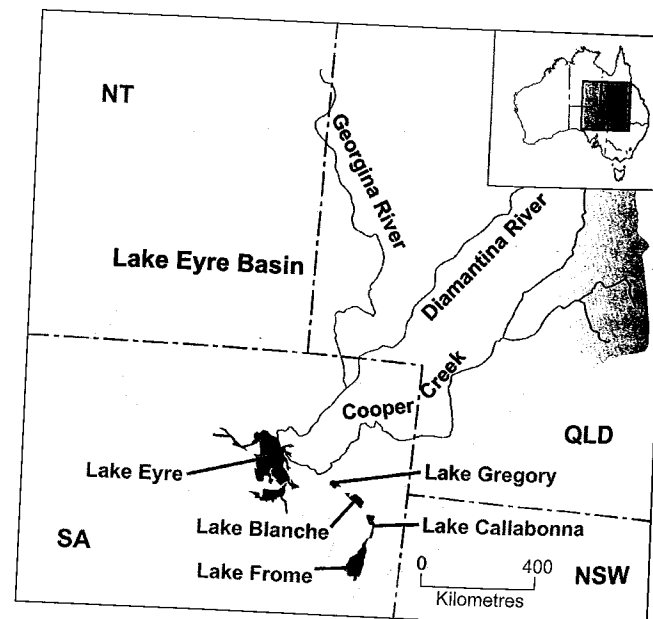 NT
Georgina River
Lake Eyre Basin
Diamantina River
Cooper Creek
QLD
Lake Eyre
Lake Gregory
Lake Blanche
Lake Callabonna
SA
Lake Frome
0 400
Kilometres
NSW